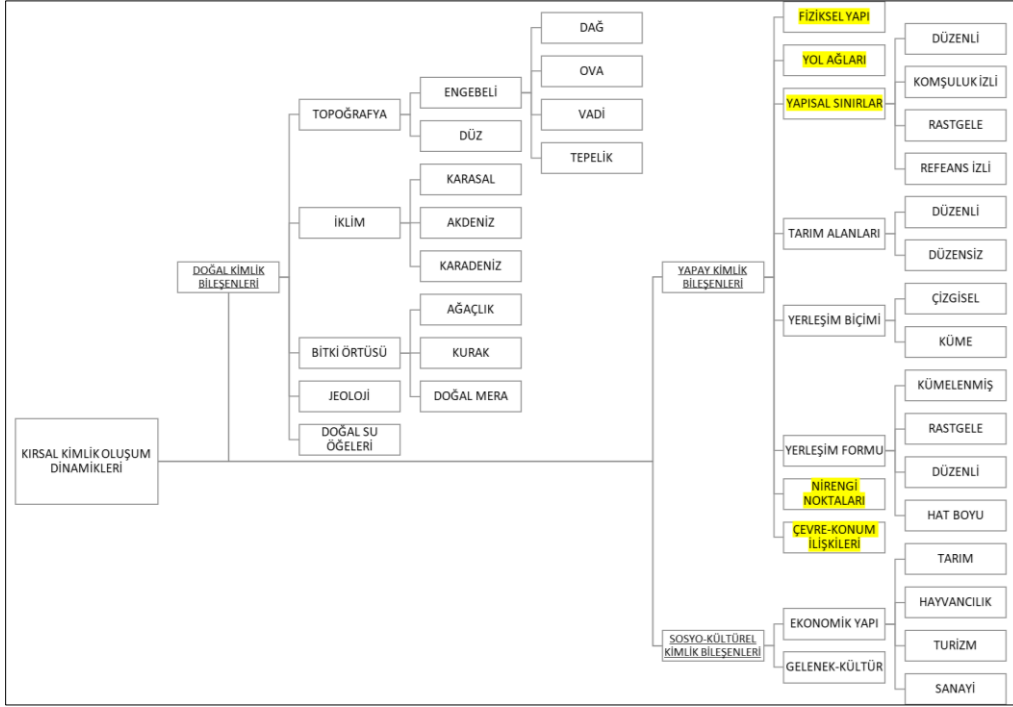 KIRSAL KİMLİK OLUŞUM
DİNAMİKLERİ
DOĞAL KİMLİK
BİLEŞENLERİ
TOPOĞRAFYA
ENGEBELİ
DAĞ
OVA
VADİ
TEPELİK
DÜZ
İKLİM
KARASAL
AKDENİZ
KARADENİZ
BİTKİ ÖRTÜSÜ
AĞAÇLIK
KURAK
DOĞAL MERA
JEOLOJİ
DOĞAL SU
ÖĞELERİ
YAPAY KİMLİK
BİLEŞENLERİ
FİZİKSEL YAPI
YOL AĞLARI
YAPISAL SINIRLAR
DÜZENLİ
KOMŞULUK İZLİ
RASTGELE
REFEANS İZLİ
TARIM ALANLARI
DÜZENLİ
DÜZENSİZ
YERLEŞİM BİÇİMİ
ÇİZGİSEL
KÜME
YERLEŞİM FORMU
KÜMELENMİŞ
RASTGELE
DÜZENLİ
HAT BOYU
NİRENGİ
NOKTALARI
ÇEVRE-KONUM
İLİŞKİLERİ
SOSYO-KÜLTÜREL
KİMLİK BİLEŞENLERİ
EKONOMİK YAPI
TARIM
HAYVANCILIK
TURİZM
SANAYİ
GELENEK-KÜLTÜR